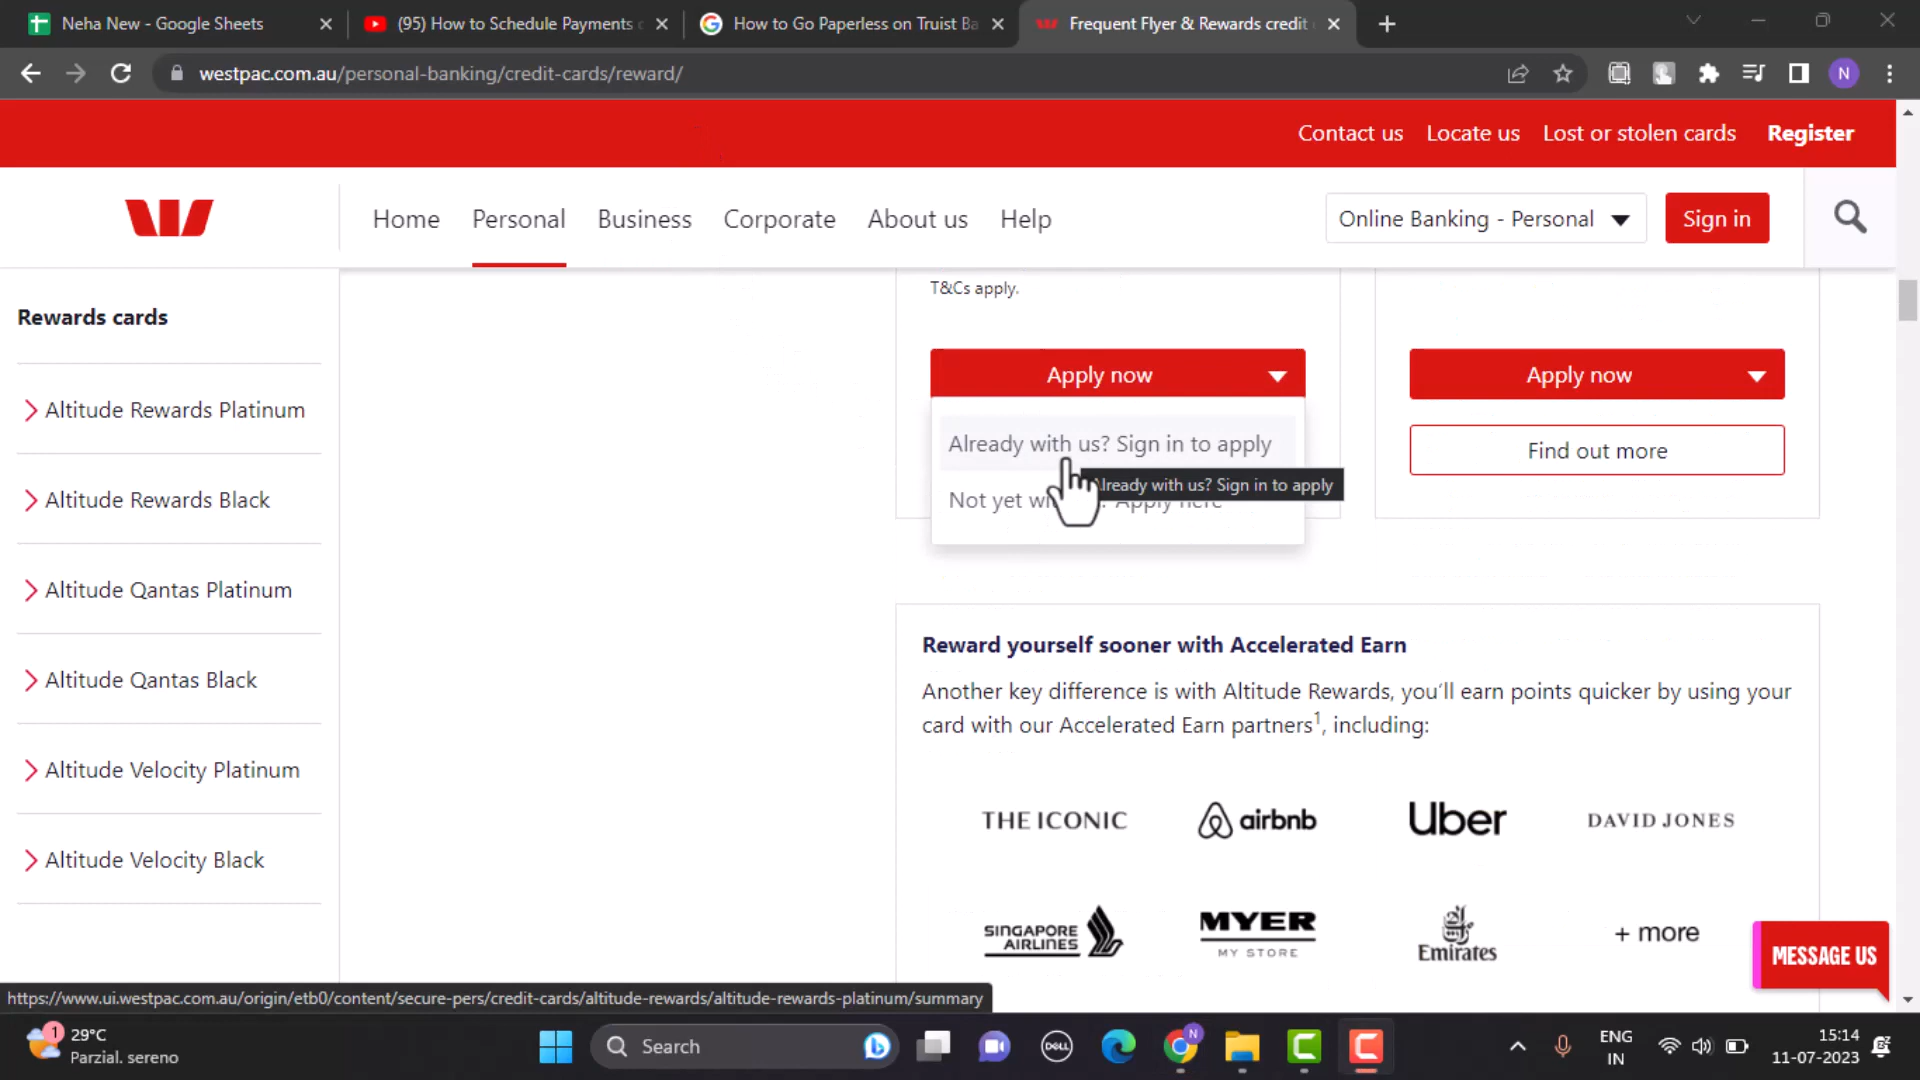 Neha New - Google Sheets
(95) How to Schedule Payments
How to Go Paperless on Truist Ba
Frequent Flyer & Rewards credit
westpac.com.au/personal-banking/credit-cards/reward/
N
Contact us
Locate us
Lost or stolen cards
Register
Home
Personal
Business
Corporate
About us
Help
Online Banking - Personal
Sign in
Rewards cards
Altitude Rewards Platinum
Altitude Rewards Black
Altitude Qantas Platinum
Altitude Qantas Black
Altitude Velocity Platinum
Altitude Velocity Black
T&Cs apply.
Apply now
Already with us? Sign in to apply
Already with us? Sign in to apply
Not yet Apply here
Apply now
Find out more
Reward yourself sooner with Accelerated Earn
Another key difference is with Altitude Rewards, you'll earn points quicker by using your
card with our Accelerated Earn partners1, including:
THE ICONIC
airbnb
Uber
DAVID JONES
SINGAPORE
AIRLINES
MYER
MY STORE
Emirates
+ more
MESSAGE US
https://www.ui.westpac.com.au/origin/etb0/content/secure-pers/credit-cards/altitude-rewards/altitude-rewards-platinum/summary
1
29°C
Parzial. sereno
Search
DELL
N
ENG
IN
15:14
11-07-2023